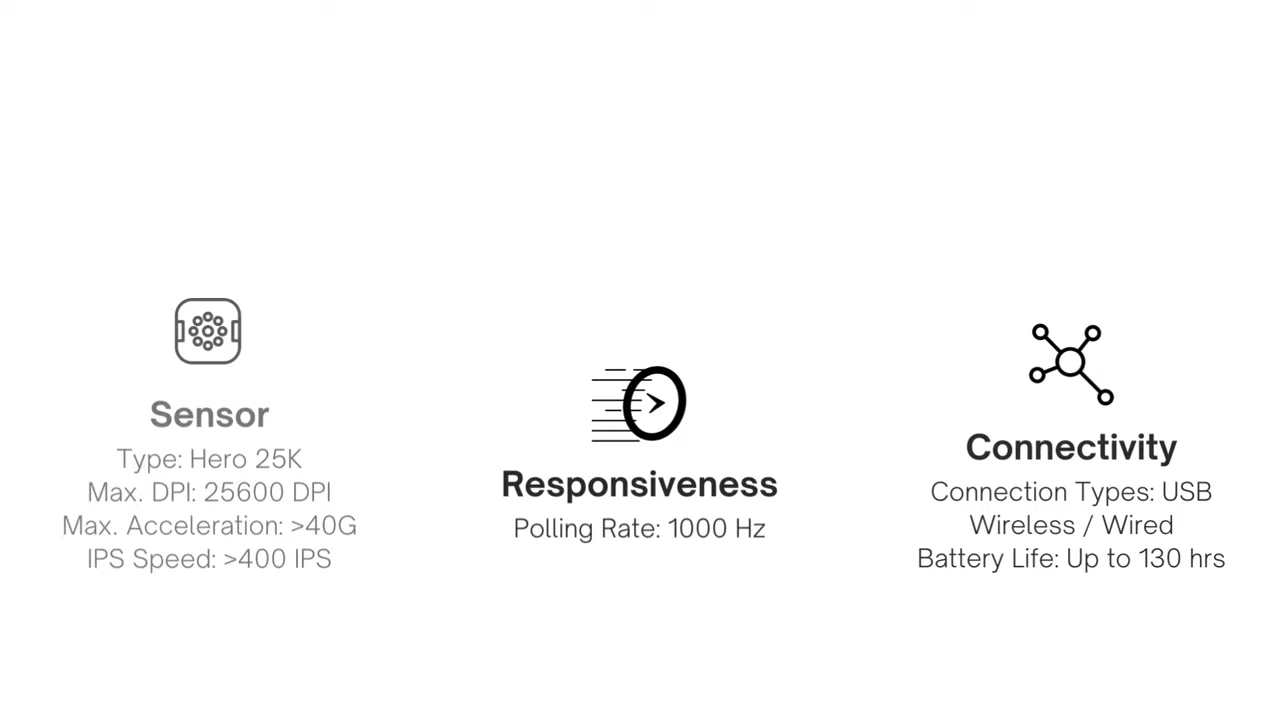 Sensor
Type: Hero 25K
Max. DPI: 25600 DPI
Max. Acceleration: >40G
IPS Speed: >400 IPS
Responsiveness
Polling Rate: 1000 Hz
Connectivity
Connection Types: USB
Wireless / Wired
Battery Life: Up to 130 hrs